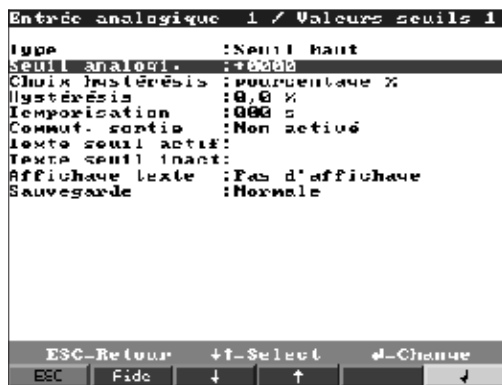 Entrée analogique 1 / Valeurs seuils 1
Type :Seuil haut
Seuil analogi. :+0000
Choix hystérésis :pourcentage %
Hystérésis :0,0 %
Temporisation :000 s
Commut. sortie :Non activé
Texte seuil actif:
Texte seuil inact:
Affichage texte :Pas d'affichage
Sauvegarde :Normale
ESC=Retour ↓↑=Select ↲=Change
ESC Aide ↓ ↑ ↲